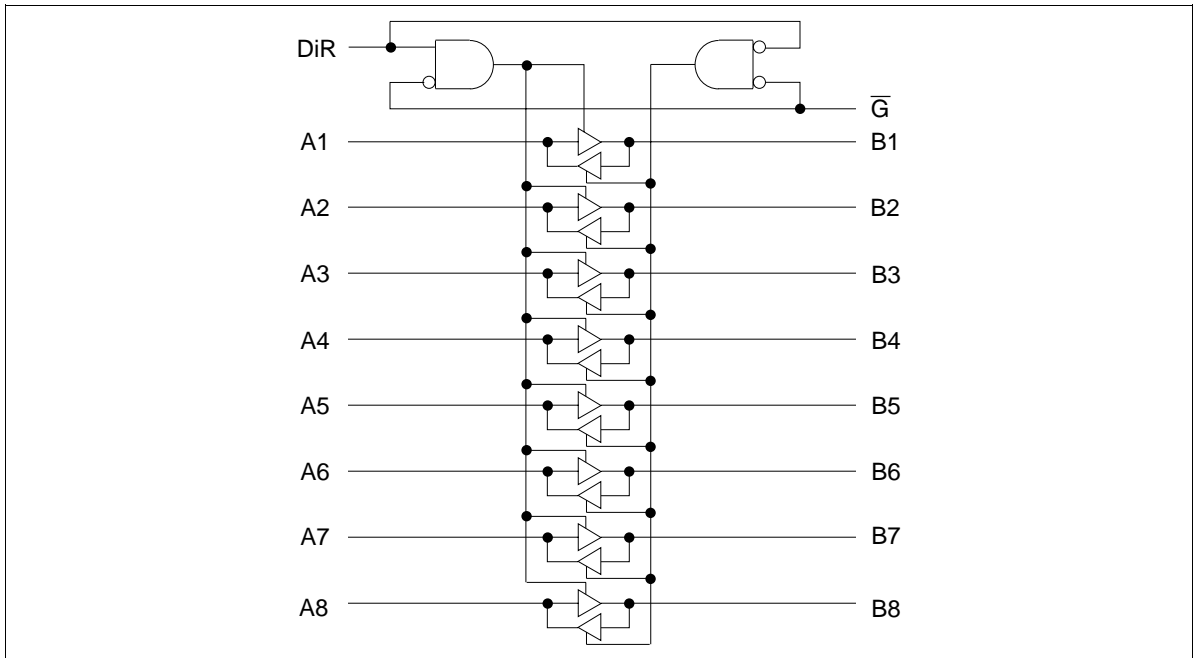 DiR
G̅
A1 B1
A2 B2
A3 B3
A4 B4
A5 B5
A6 B6
A7 B7
A8 B8